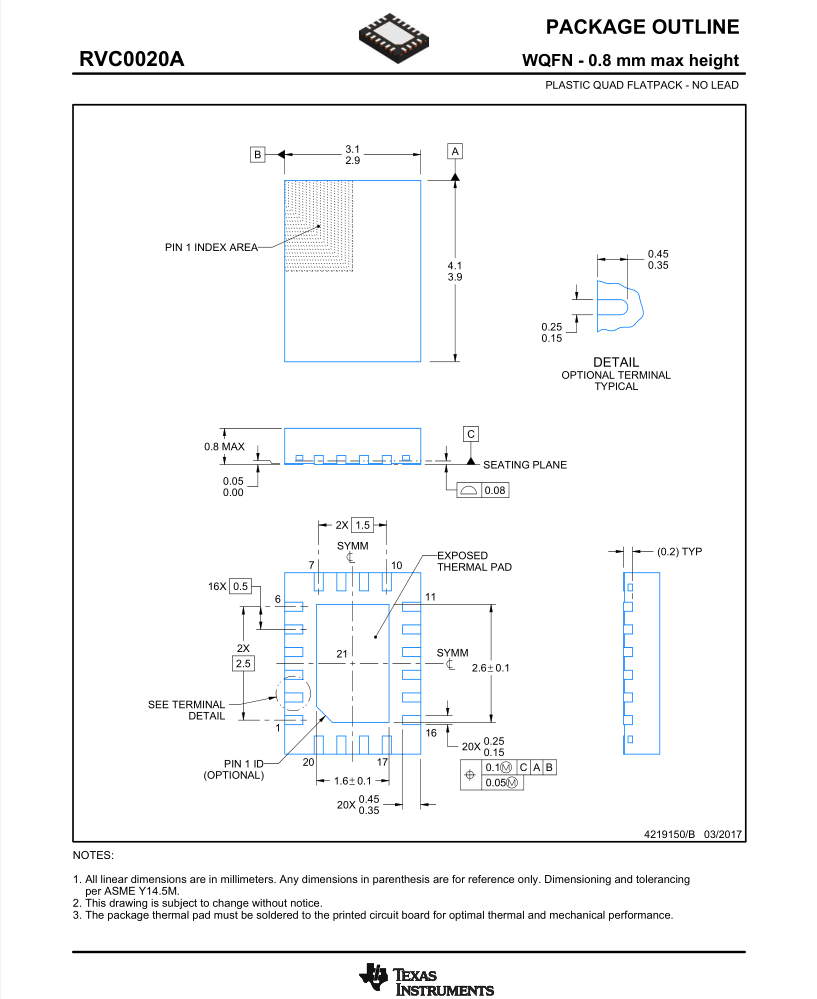 PACKAGE OUTLINE
RVC0020A
WQFN - 0.8 mm max height
PLASTIC QUAD FLATPACK - NO LEAD
B
3.1
2.9
A
PIN 1 INDEX AREA
4.1
3.9
0.45
0.35
0.25
0.15
DETAIL
OPTIONAL TERMINAL
TYPICAL
0.8 MAX
C
SEATING PLANE
0.05
0.00
0.08
2X 1.5
SYMM
EXPOSED
THERMAL PAD
(0.2) TYP
7
10
16X 0.5
6
11
2X
2.5
21
SYMM
2.6±0.1
SEE TERMINAL
DETAIL
1
16
20X 0.25
0.15
PIN 1 ID
(OPTIONAL)
20
17
0.1Ⓜ C A B
0.05Ⓜ
1.6±0.1
20X 0.45
0.35
4219150/B 03/2017
NOTES:
1. All linear dimensions are in millimeters. Any dimensions in parenthesis are for reference only. Dimensioning and tolerancing
per ASME Y14.5M.
2. This drawing is subject to change without notice.
3. The package thermal pad must be soldered to the printed circuit board for optimal thermal and mechanical performance.
TEXAS
INSTRUMENTS